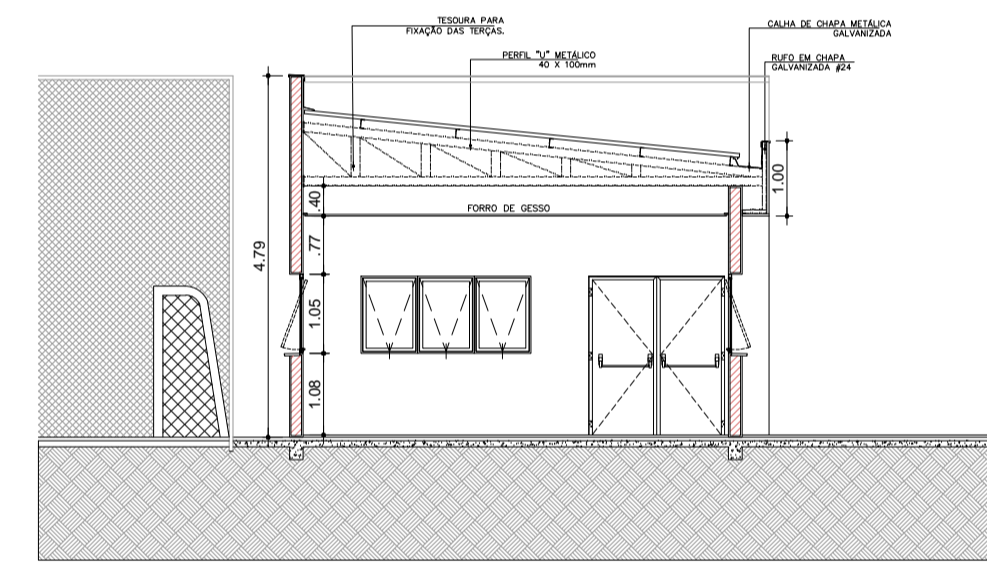 TESOURA PARA
FIXAÇÃO DAS TERÇAS.
PERFIL "U" METÁLICO
40 X 100mm
CALHA DE CHAPA METÁLICA
GALVANIZADA
RUFO EM CHAPA
GALVANIZADA #24
1.00
.40
FORRO DE GESSO
.77
4.79
1.05
1.08